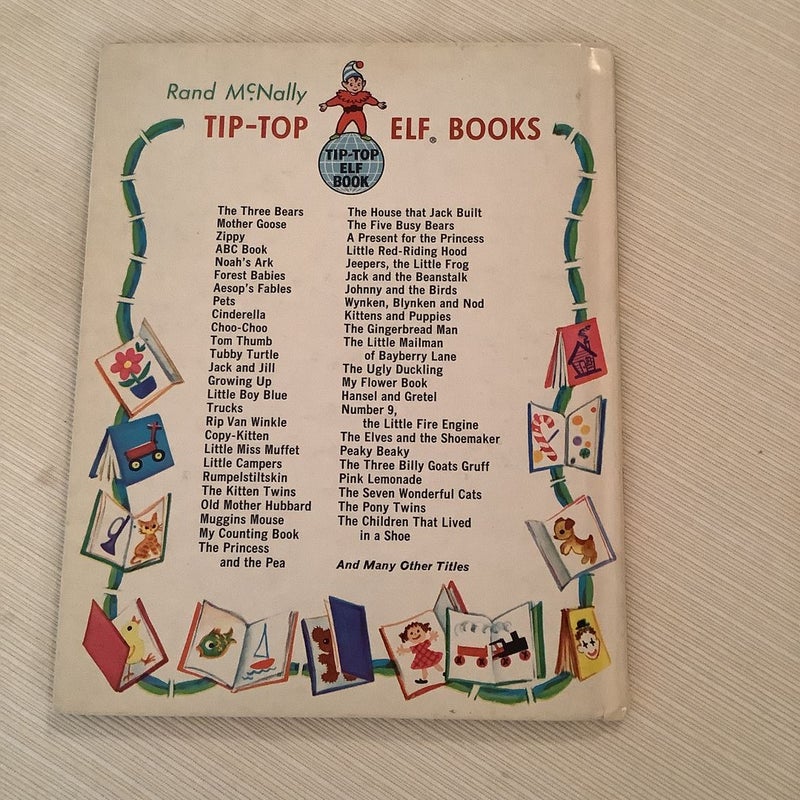 Rand McNally
TIP-TOP ELF® BOOKS
TIP-TOP
ELF
BOOK
The Three Bears
Mother Goose
Zippy
ABC Book
Noah's Ark
Forest Babies
Aesop's Fables
Pets
Cinderella
Choo-Choo
Tom Thumb
Tubby Turtle
Jack and Jill
Growing Up
Little Boy Blue
Trucks
Rip Van Winkle
Copy-Kitten
Little Miss Muffet
Little Campers
Rumpelstiltskin
The Kitten Twins
Old Mother Hubbard
Muggins Mouse
My Counting Book
The Princess
and the Pea
The House that Jack Built
The Five Busy Bears
A Present for the Princess
Little Red-Riding Hood
Jeepers, the Little Frog
Jack and the Beanstalk
Johnny and the Birds
Wynken, Blynken and Nod
Kittens and Puppies
The Gingerbread Man
The Little Mailman
of Bayberry Lane
The Ugly Duckling
My Flower Book
Hansel and Gretel
Number 9,
the Little Fire Engine
The Elves and the Shoemaker
Peaky Beaky
The Three Billy Goats Gruff
Pink Lemonade
The Seven Wonderful Cats
The Pony Twins
The Children That Lived
in a Shoe
And Many Other Titles